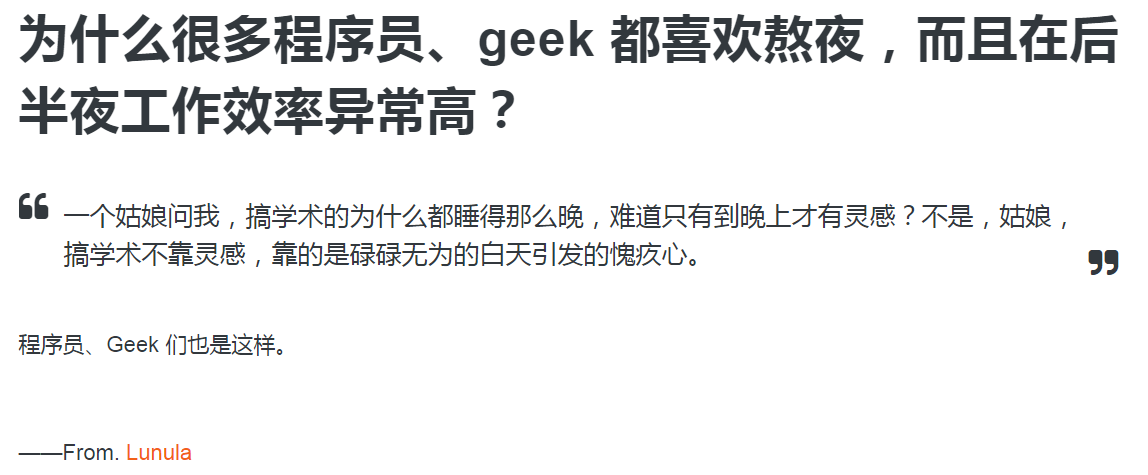 为什么很多程序员、geek 都喜欢熬夜，而且在后
半夜工作效率异常高？
“一个姑娘问我，搞学术的为什么都睡得那么晚，难道只有到晚上才有灵感？不是，姑娘，
搞学术不靠灵感，靠的是碌碌无为的白天引发的愧疚心。”
程序员、Geek 们也是这样。
——From. Lunula